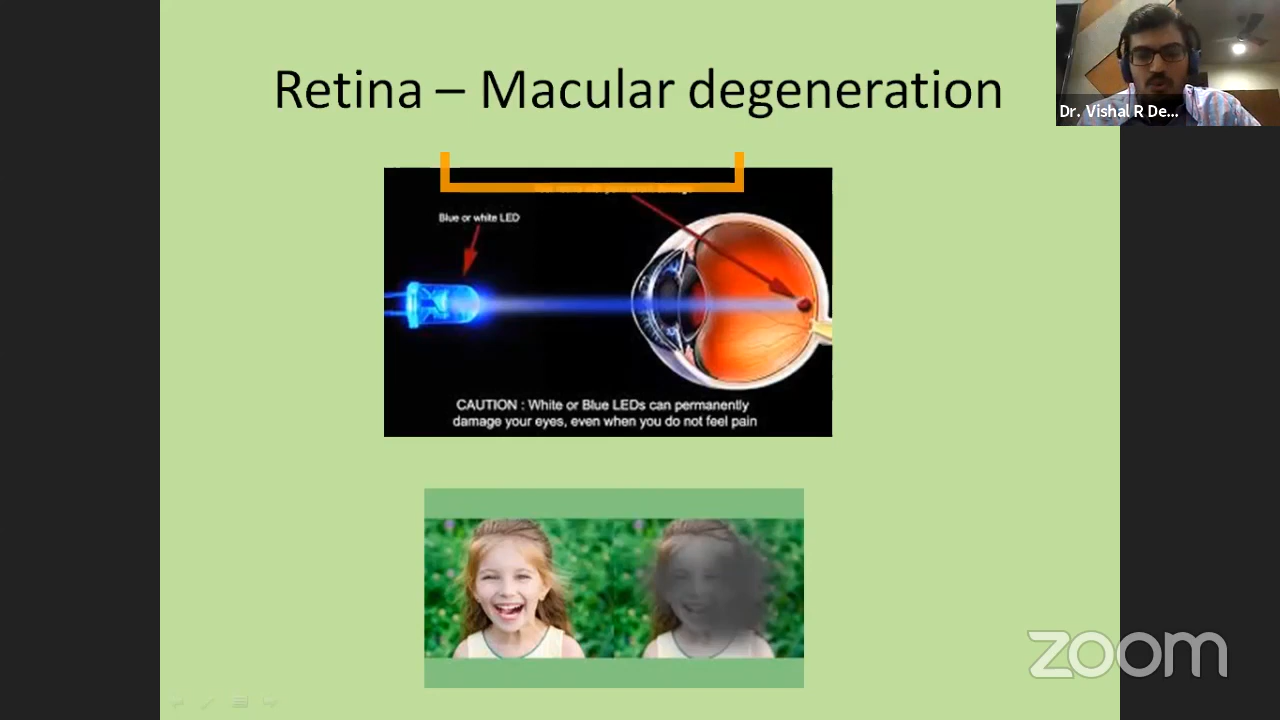 Retina – Macular degeneration
Dr. Vishal R De...
Blue or white LED
CAUTION : White or Blue LEDs can permanently
damage your eyes, even when you do not feel pain
zoom